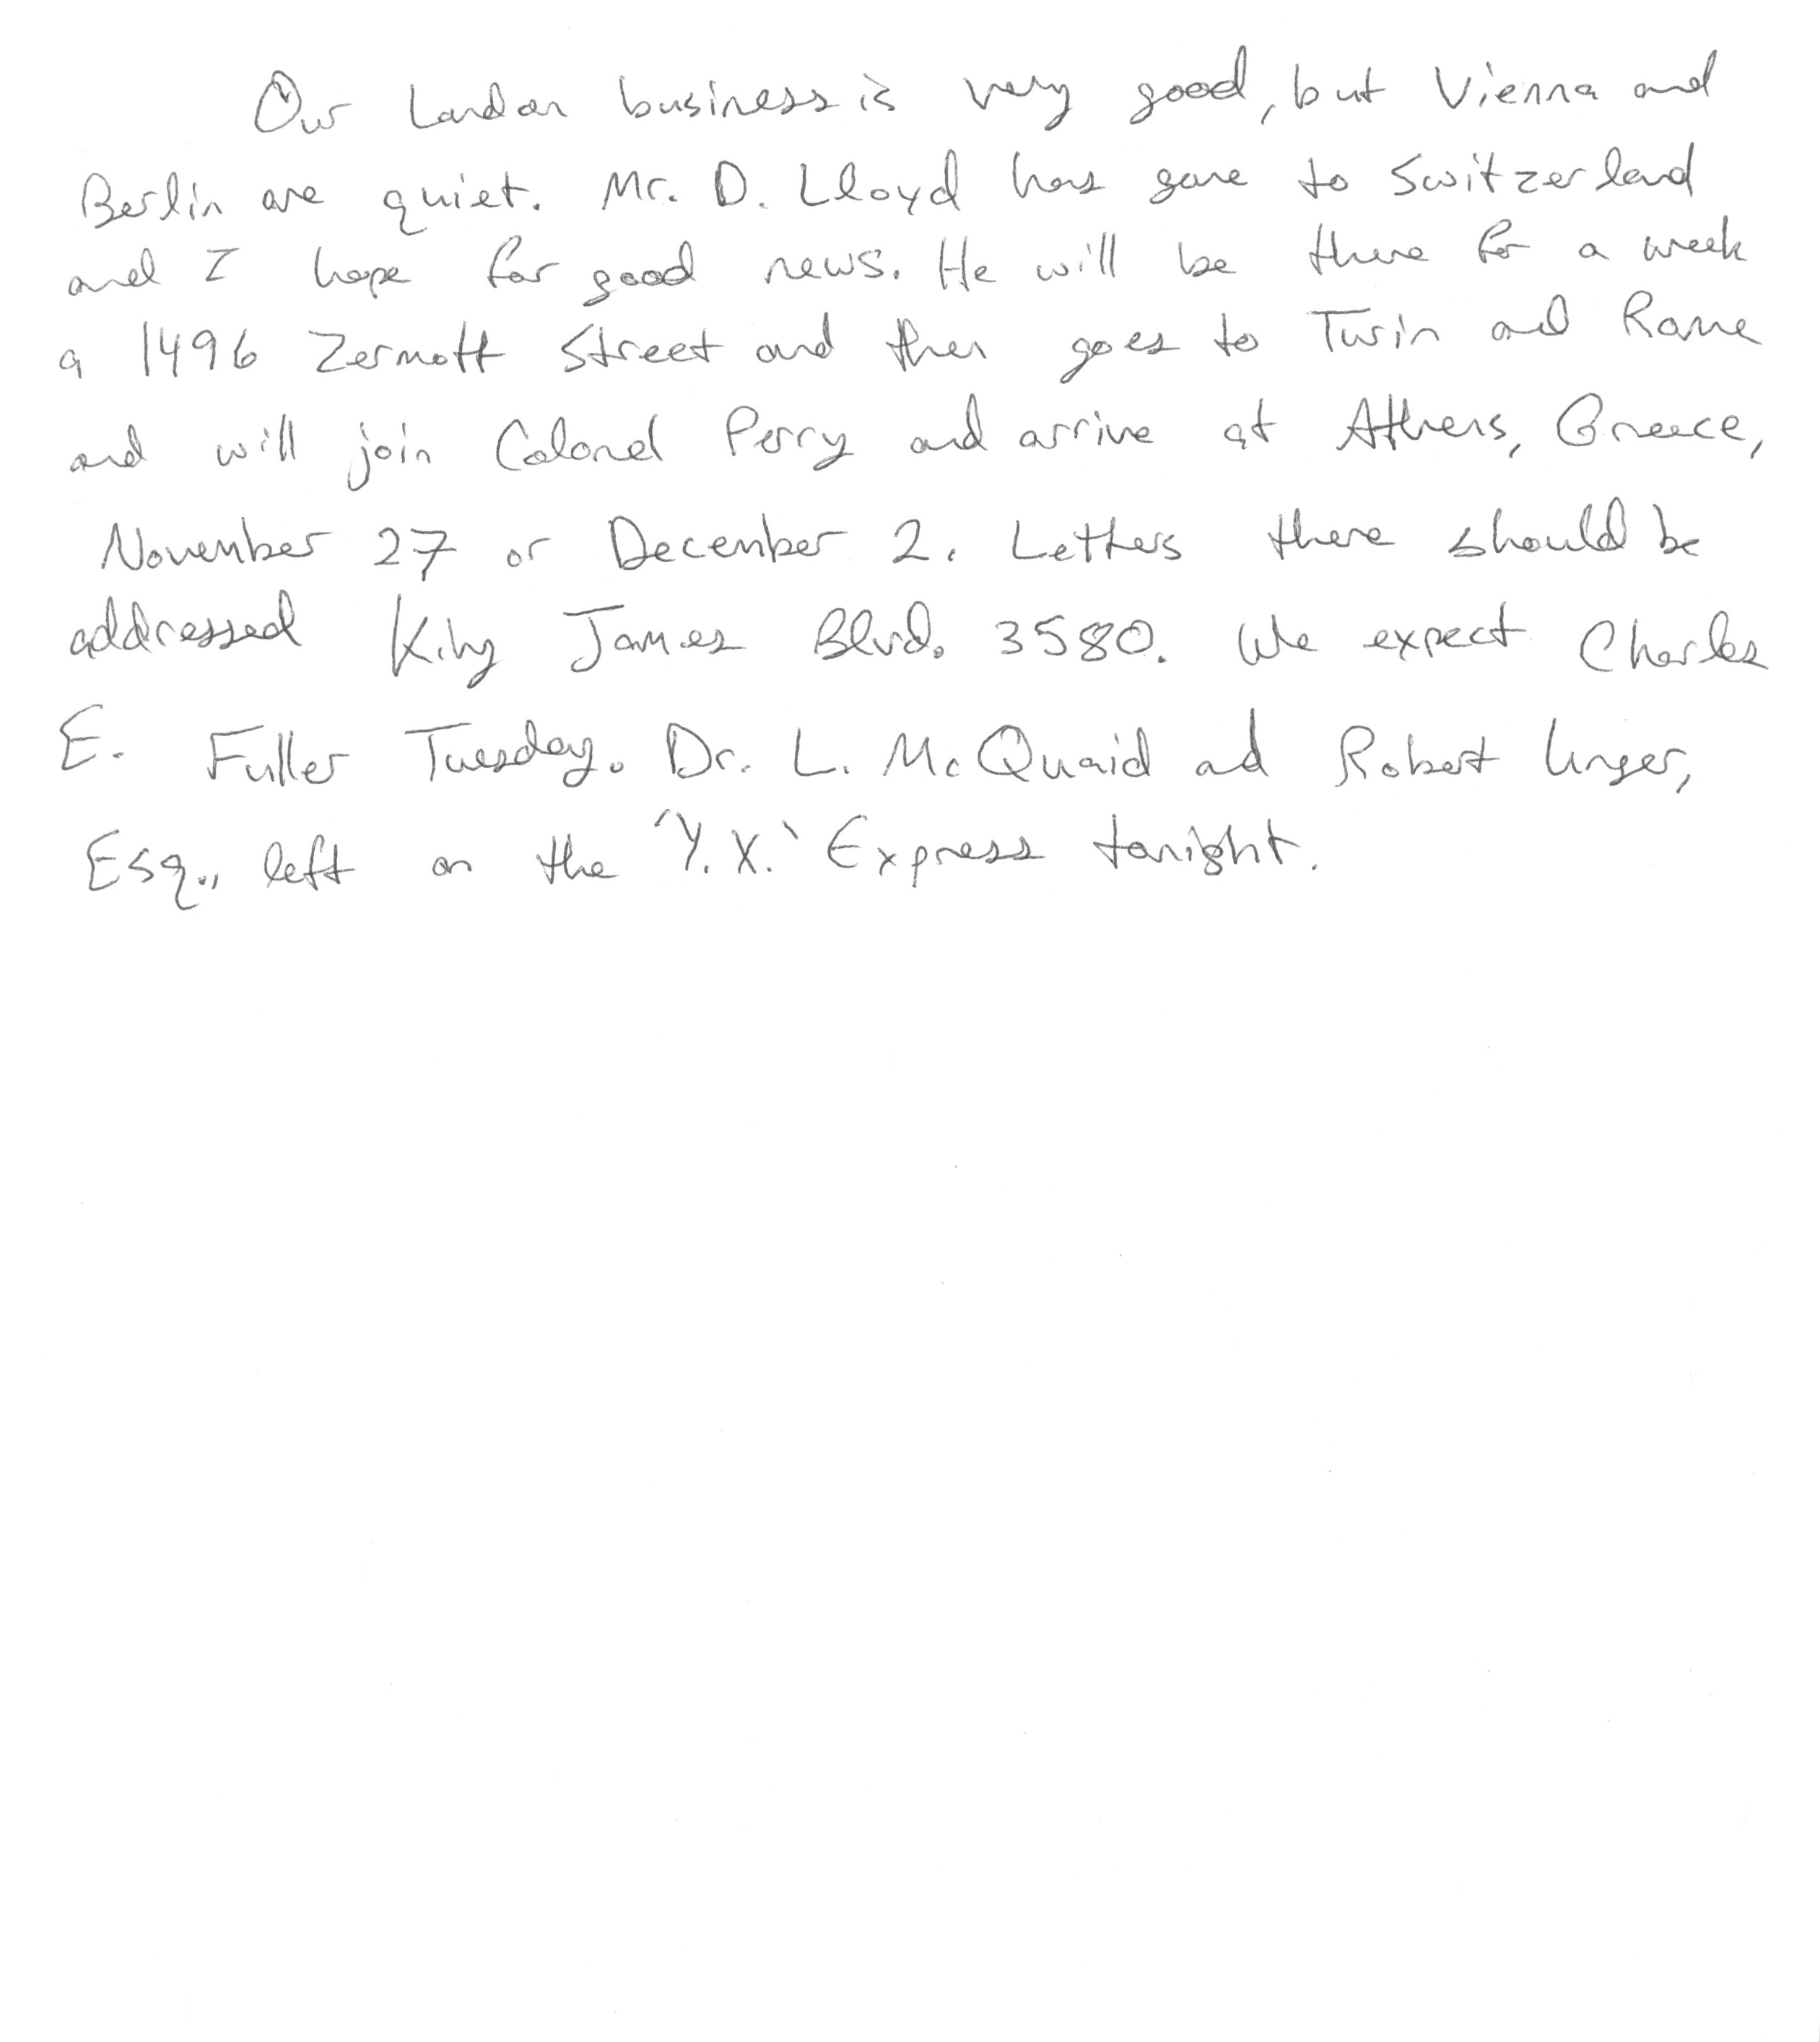 Our London business is very good, but Vienna and
Berlin are quiet. Mr. D. Lloyd has gone to Switzerland
and I hope for good news. He will be there for a week
a 1496 Zermott Street and then goes to Turin and Rome
and will join Colonel Perry and arrive at Athens, Greece,
November 27 or December 2. Letters there should be
addressed King James Blvd. 3580. We expect Charles
E. Fuller Tuesday. Dr. L. McQuaid and Robert Unger,
Esq., left on the 'Y.X.' Express tonight.